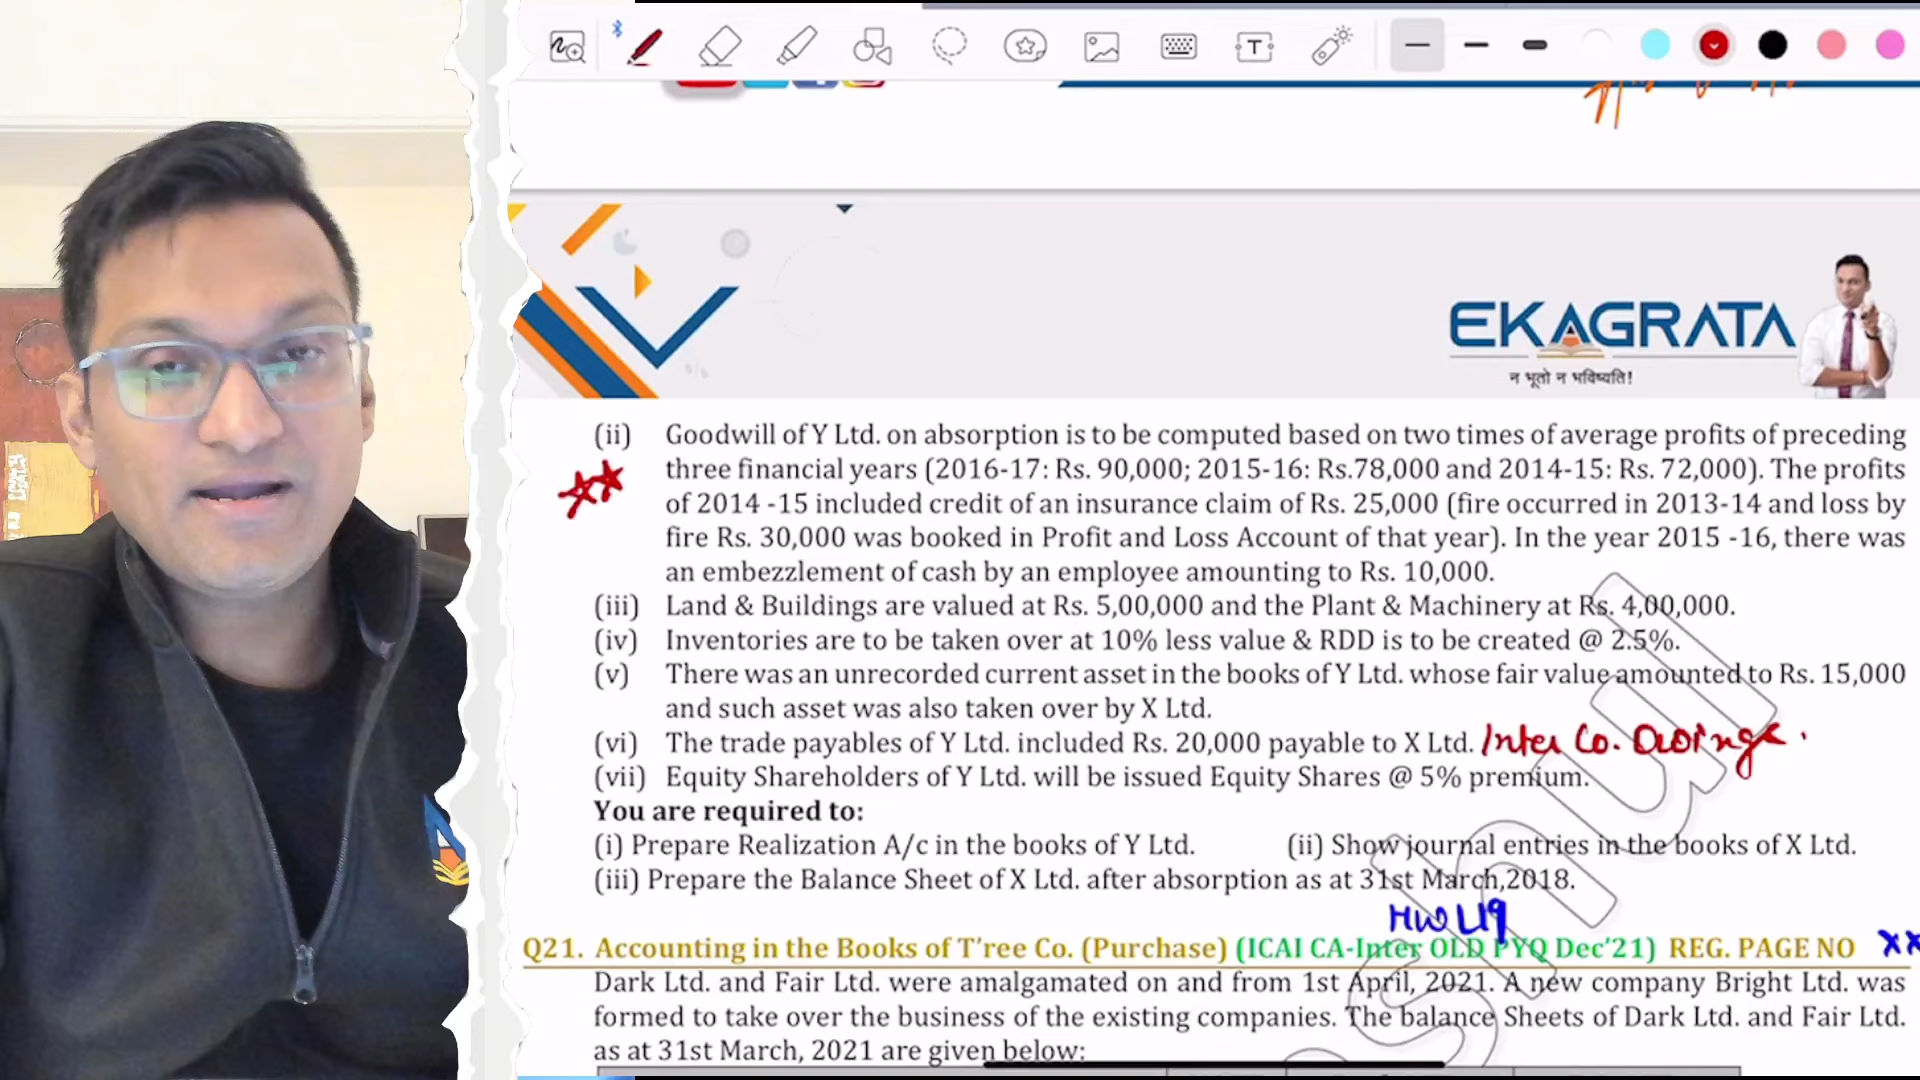 EKAGRATA
न भूतो न भविष्यति!
(ii) Goodwill of Y Ltd. on absorption is to be computed based on two times of average profits of preceding
three financial years (2016-17: Rs. 90,000; 2015-16: Rs.78,000 and 2014-15: Rs. 72,000). The profits
of 2014 -15 included credit of an insurance claim of Rs. 25,000 (fire occurred in 2013-14 and loss by
fire Rs. 30,000 was booked in Profit and Loss Account of that year). In the year 2015 -16, there was
an embezzlement of cash by an employee amounting to Rs. 10,000.
(iii) Land & Buildings are valued at Rs. 5,00,000 and the Plant & Machinery at Rs. 4,00,000.
(iv) Inventories are to be taken over at 10% less value & RDD is to be created @ 2.5%.
(v) There was an unrecorded current asset in the books of Y Ltd. whose fair value amounted to Rs. 15,000
and such asset was also taken over by X Ltd.
(vi) The trade payables of Y Ltd. included Rs. 20,000 payable to X Ltd. Inter Co. Owings.
(vii) Equity Shareholders of Y Ltd. will be issued Equity Shares @ 5% premium.
You are required to:
(i) Prepare Realization A/c in the books of Y Ltd. (ii) Show journal entries in the books of X Ltd.
(iii) Prepare the Balance Sheet of X Ltd. after absorption as at 31st March,2018.
HW L19
Q21. Accounting in the Books of T'ree Co. (Purchase) (ICAI CA-Inter OLD PYQ Dec'21) REG. PAGE NO XX
Dark Ltd. and Fair Ltd. were amalgamated on and from 1st April, 2021. A new company Bright Ltd. was
formed to take over the business of the existing companies. The balance Sheets of Dark Ltd. and Fair Ltd.
as at 31st March, 2021 are given below: